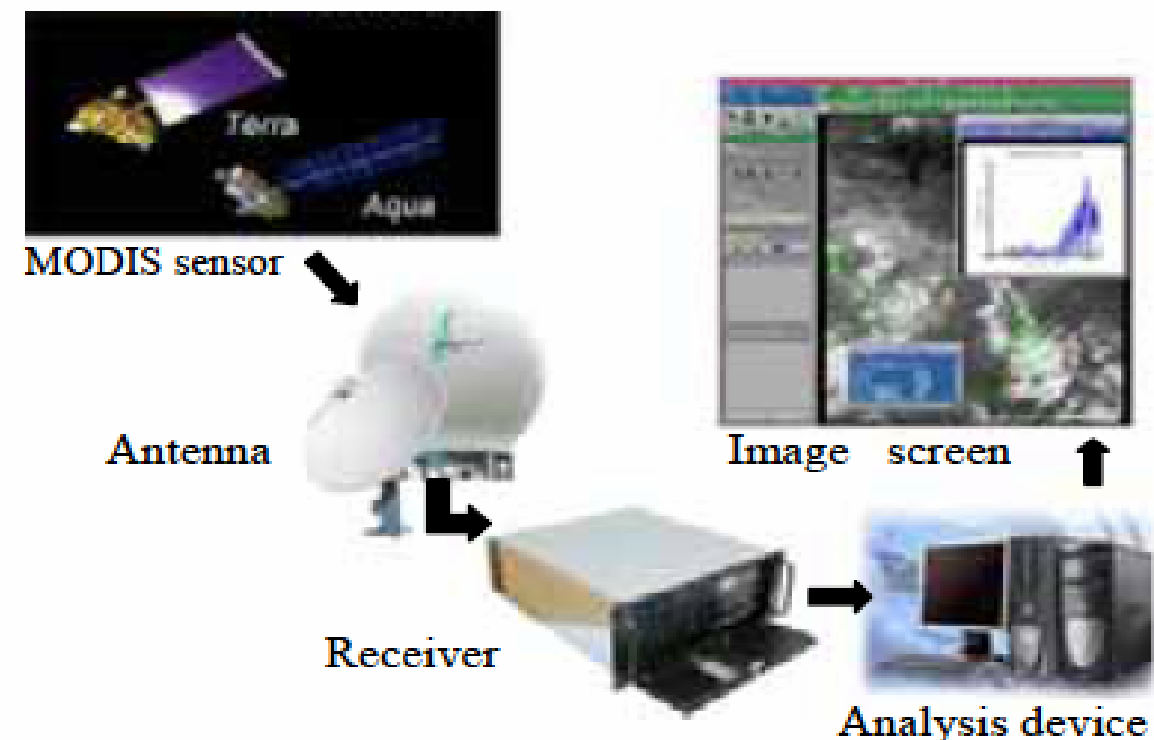 Terra
Aqua
MODIS sensor
Antenna
Image screen
Receiver
Analysis device